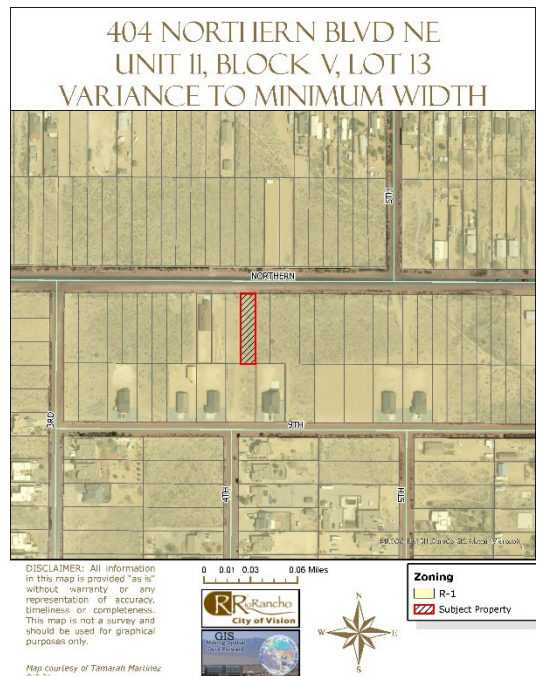 404 NORTHERN BLVD NE
UNIT 11, BLOCK V, LOT 13
VARIANCE TO MINIMUM WIDTH
5TH
NORTHERN
3RD
9TH
4TH
5TH
DISCLAIMER: All information
in this map is provided "as is"
without warranty or any
representation of accuracy,
timeliness or completeness.
This map is not a survey and
should be used for graphical
purposes only.
Map courtesy of Tamarah Martinez
0 0.01 0.03 0.06 Miles
Rio Rancho
City of Vision
GIS
N
W E
S
Zoning
R-1
Subject Property